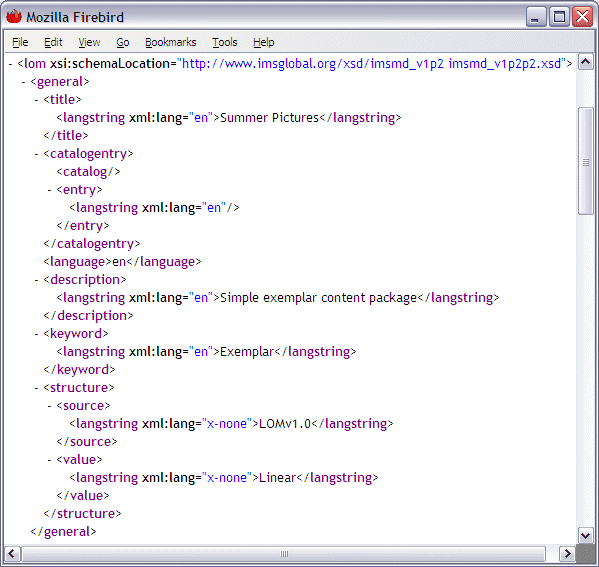 Mozilla Firebird
File Edit View Go Bookmarks Tools Help
- <lom xsi:schemaLocation="http://www.imsglobal.org/xsd/imsmd_v1p2 imsmd_v1p2p2.xsd">
- <general>
- <title>
<langstring xml:lang="en">Summer Pictures</langstring>
</title>
- <catalogentry>
<catalog/>
- <entry>
<langstring xml:lang="en"/>
</entry>
</catalogentry>
<language>en</language>
- <description>
<langstring xml:lang="en">Simple exemplar content package</langstring>
</description>
- <keyword>
<langstring xml:lang="en">Exemplar</langstring>
</keyword>
- <structure>
- <source>
<langstring xml:lang="x-none">LOMv1.0</langstring>
</source>
- <value>
<langstring xml:lang="x-none">Linear</langstring>
</value>
</structure>
</general>